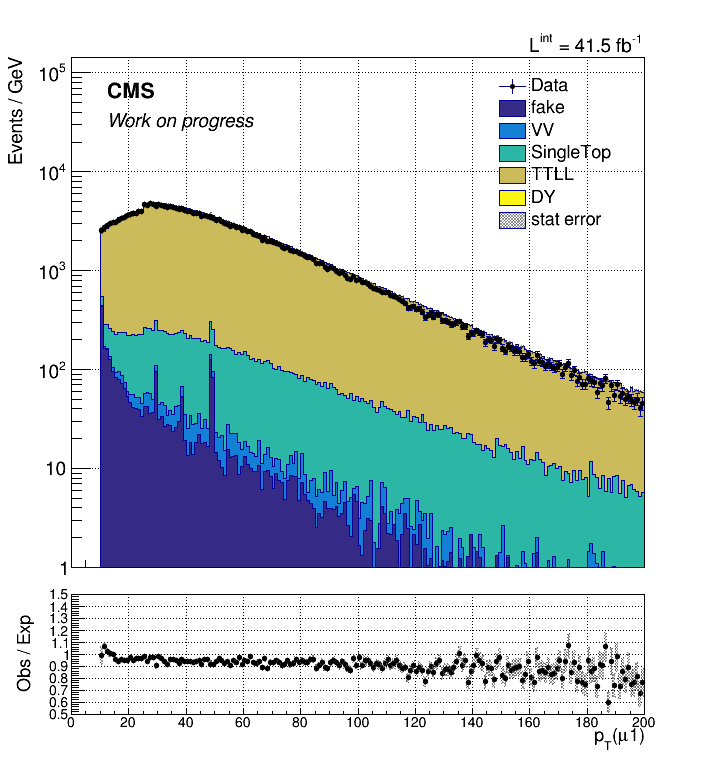 L^int = 41.5 fb^-1
Events / GeV
10^5
10^4
10^3
10^2
10
1
CMS
Work on progress
Data
fake
VV
SingleTop
TTLL
DY
stat error
Obs / Exp
1.5
1.4
1.3
1.2
1.1
1
0.9
0.8
0.7
0.6
0.5
0 20 40 60 80 100 120 140 160 180 200
p_T(μ1)